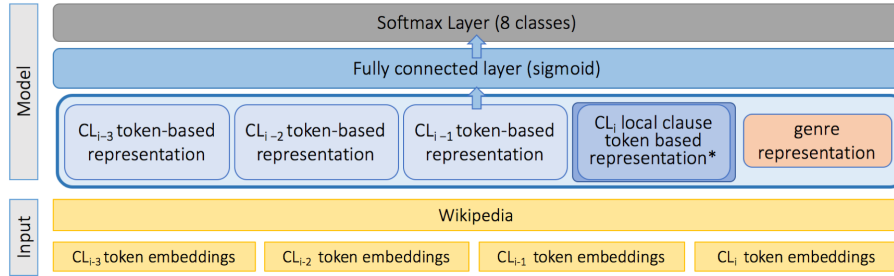 Model
Softmax Layer (8 classes)
Fully connected layer (sigmoid)
CLi−3 token-based
representation
CLi−2 token-based
representation
CLi−1 token-based
representation
CLi local clause
token based
representation*
genre
representation
Input
Wikipedia
CLi-3 token embeddings
CLi-2 token embeddings
CLi-1 token embeddings
CLi token embeddings